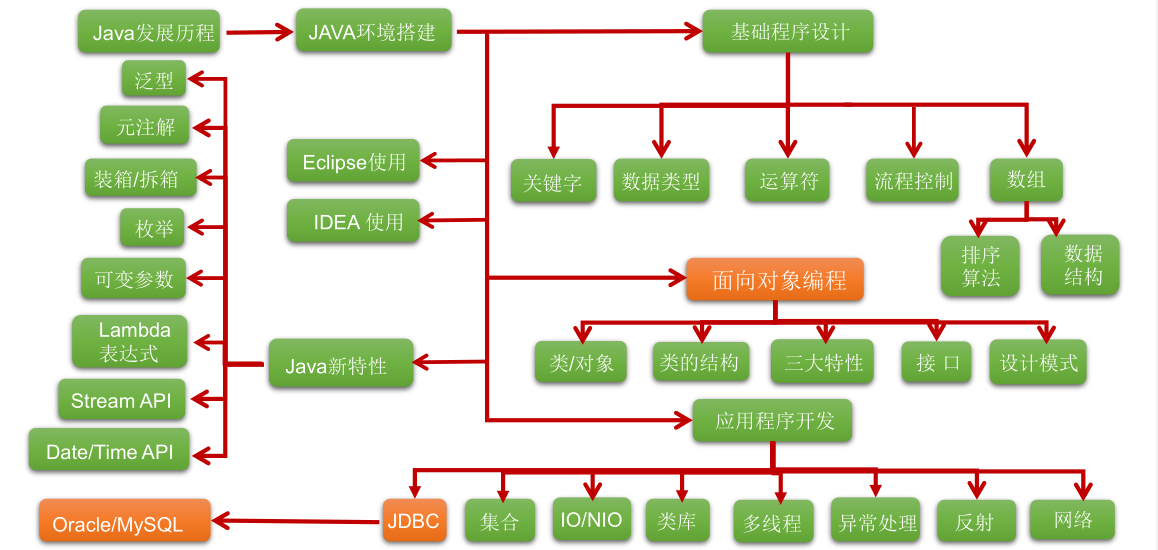 Java发展历程
JAVA环境搭建
基础程序设计
泛型
元注解
装箱/拆箱
枚举
可变参数
Lambda
表达式
Stream API
Date/Time API
Java新特性
Eclipse使用
IDEA 使用
关键字
数据类型
运算符
流程控制
数组
排序
算法
数据
结构
面向对象编程
类/对象
类的结构
三大特性
接 口
设计模式
应用程序开发
Oracle/MySQL
JDBC
集合
IO/NIO
类库
多线程
异常处理
反射
网络